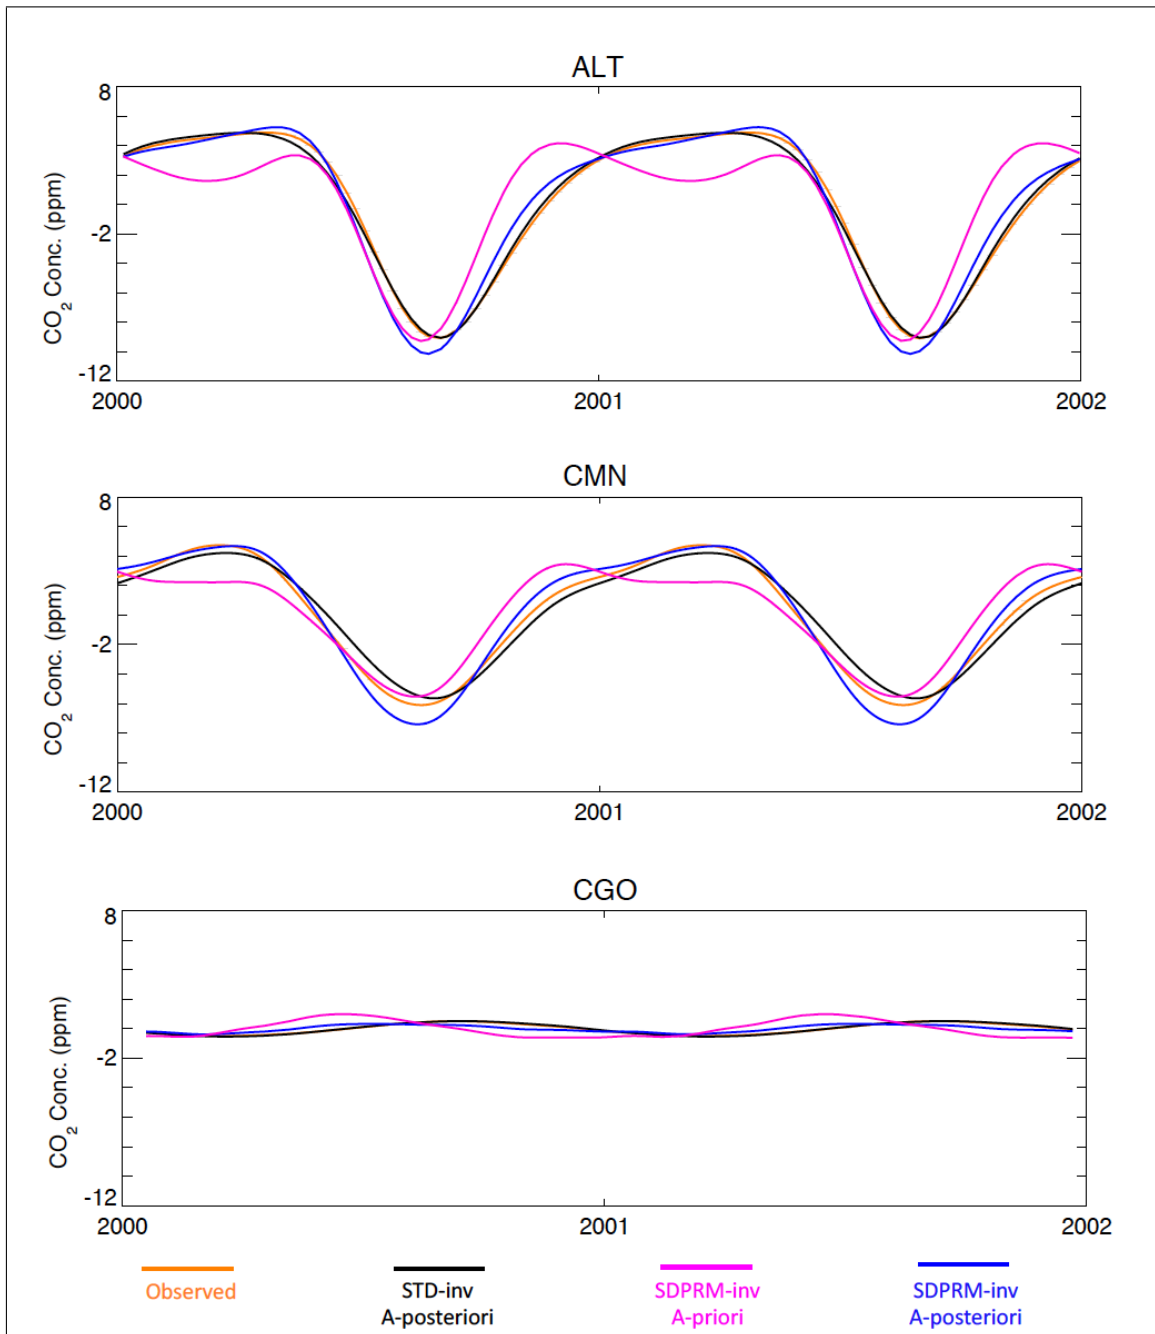 ALT
8
-2
-12
CO₂ Conc. (ppm)
2000 2001 2002
CMN
8
-2
-12
CO₂ Conc. (ppm)
2000 2001 2002
CGO
8
-2
-12
CO₂ Conc. (ppm)
2000 2001 2002
Observed
STD-inv
A-posteriori
SDPRM-inv
A-priori
SDPRM-inv
A-posteriori